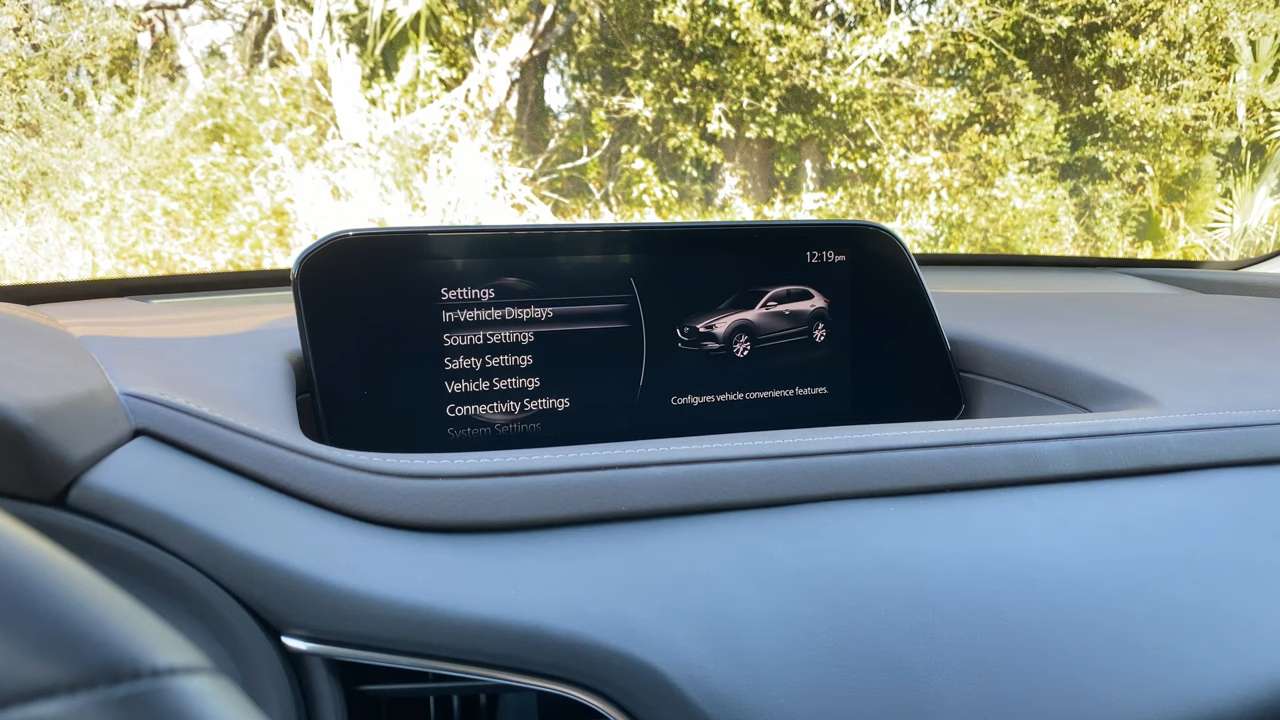 12:19pm
Settings
In-Vehicle Displays
Sound Settings
Safety Settings
Vehicle Settings
Connectivity Settings
System Settings
Configures vehicle convenience features.